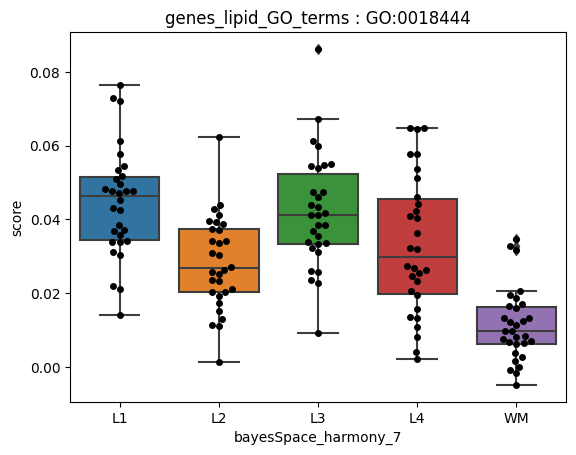 genes_lipid_GO_terms : GO:0018444
0.08
0.06
0.04
0.02
0.00
score
L1 L2 L3 L4 WM
bayesSpace_harmony_7